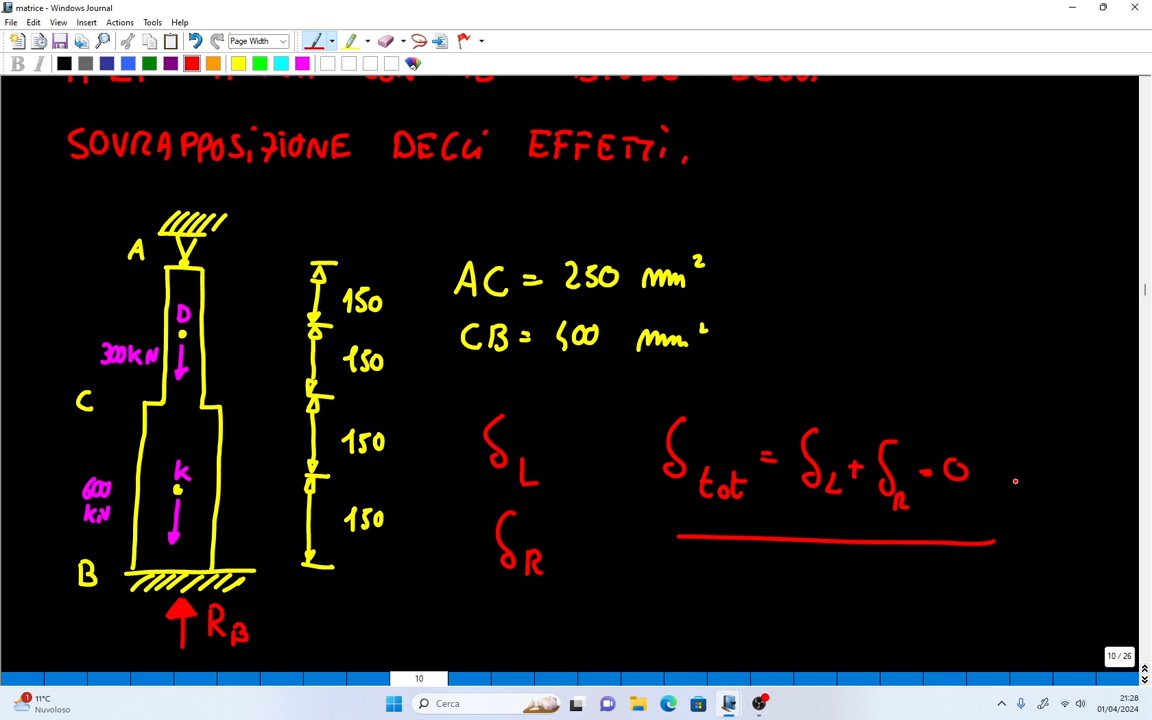 matrice - Windows Journal
File Edit View Insert Actions Tools Help
Page Width
B I
SOVRAPPOSIZIONE DEGLI EFFETTI.
A
D
300KN
C
K
600
KN
B
R_B
150
150
150
150
AC = 250 mm²
CB = 400 mm²
δ_L
δ_R
δ_tot = δ_L + δ_R = 0
10 / 26
10
1
11°C
Nuvoloso
Cerca
21:28
01/04/2024